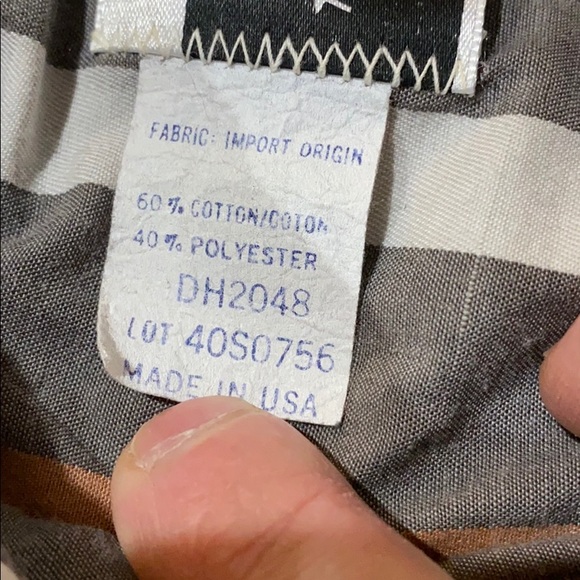 FABRIC: IMPORT ORIGIN
60% COTTON/COTON
40% POLYESTER
DH2048
LOT 40S0756
MADE IN USA